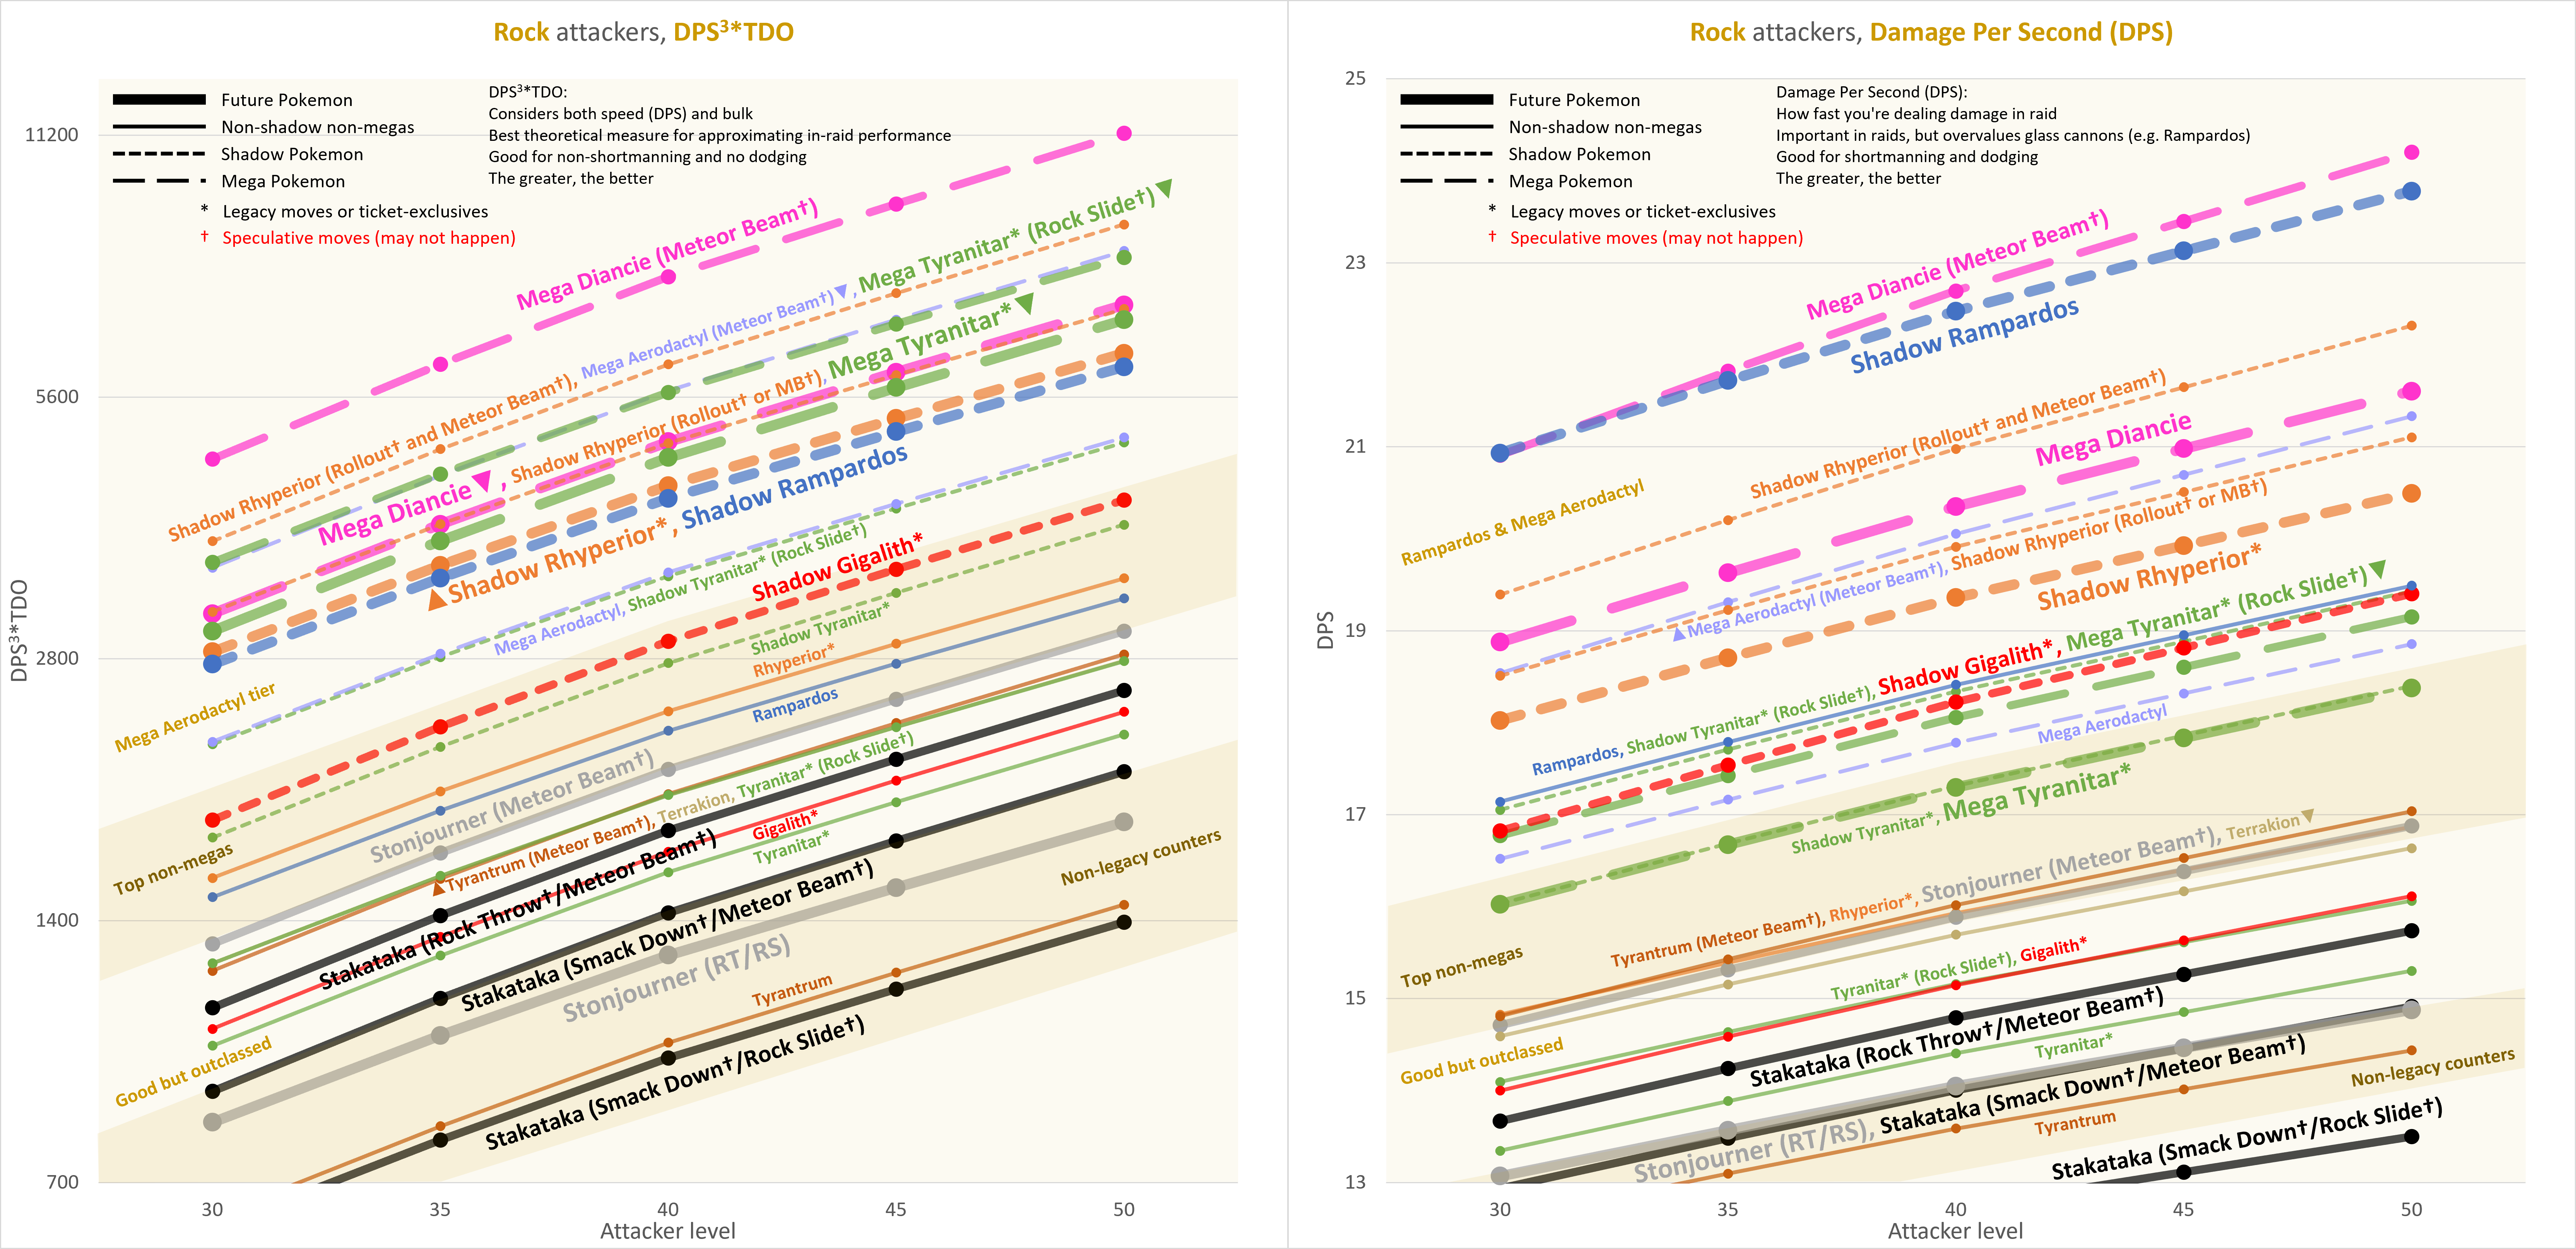 Rock attackers, DPS³*TDO
Future Pokemon
Non-shadow non-megas
Shadow Pokemon
Mega Pokemon
* Legacy moves or ticket-exclusives
† Speculative moves (may not happen)
DPS³*TDO:
Considers both speed (DPS) and bulk
Best theoretical measure for approximating in-raid performance
Good for non-shortmanning and no dodging
The greater, the better
11200
5600
2800
1400
700
DPS³*TDO
Mega Diancie (Meteor Beam†)
Shadow Rhyperior (Rollout† and Meteor Beam†), Mega Aerodactyl (Meteor Beam†)▼, Mega Tyranitar* (Rock Slide†)▼
Mega Diancie▼, Shadow Rhyperior (Rollout† or MB†), Mega Tyranitar*▼
▲Shadow Rhyperior*, Shadow Rampardos
Mega Aerodactyl, Shadow Tyranitar* (Rock Slide†)
Mega Aerodactyl tier
Shadow Gigalith*
Shadow Tyranitar*
Rhyperior*
Rampardos
Top non-megas
Stonjourner (Meteor Beam†)
▲Tyrantrum (Meteor Beam†), Terrakion, Tyranitar* (Rock Slide†)
Stakataka (Rock Throw†/Meteor Beam†)
Gigalith*
Tyranitar*
Good but outclassed
Stakataka (Smack Down†/Meteor Beam†)
Stonjourner (RT/RS)
Non-legacy counters
Tyrantrum
Stakataka (Smack Down†/Rock Slide†)
30 35 40 45 50
Attacker level
Rock attackers, Damage Per Second (DPS)
Future Pokemon
Non-shadow non-megas
Shadow Pokemon
Mega Pokemon
* Legacy moves or ticket-exclusives
† Speculative moves (may not happen)
Damage Per Second (DPS):
How fast you're dealing damage in raid
Important in raids, but overvalues glass cannons (e.g. Rampardos)
Good for shortmanning and dodging
The greater, the better
25
23
21
19
17
15
13
DPS
Mega Diancie (Meteor Beam†)
Shadow Rampardos
Shadow Rhyperior (Rollout† and Meteor Beam†)
Rampardos & Mega Aerodactyl
Mega Diancie
▲Mega Aerodactyl (Meteor Beam†), Shadow Rhyperior (Rollout† or MB†)
Shadow Rhyperior*
Rampardos, Shadow Tyranitar* (Rock Slide†), Shadow Gigalith*, Mega Tyranitar* (Rock Slide†)▼
Mega Aerodactyl
Shadow Tyranitar*, Mega Tyranitar*
Top non-megas
Tyrantrum (Meteor Beam†), Rhyperior*, Stonjourner (Meteor Beam†), Terrakion▼
Tyranitar* (Rock Slide†), Gigalith*
Good but outclassed
Stakataka (Rock Throw†/Meteor Beam†)
Tyranitar*
Stonjourner (RT/RS), Stakataka (Smack Down†/Meteor Beam†)
Non-legacy counters
Tyrantrum
Stakataka (Smack Down†/Rock Slide†)
30 35 40 45 50
Attacker level